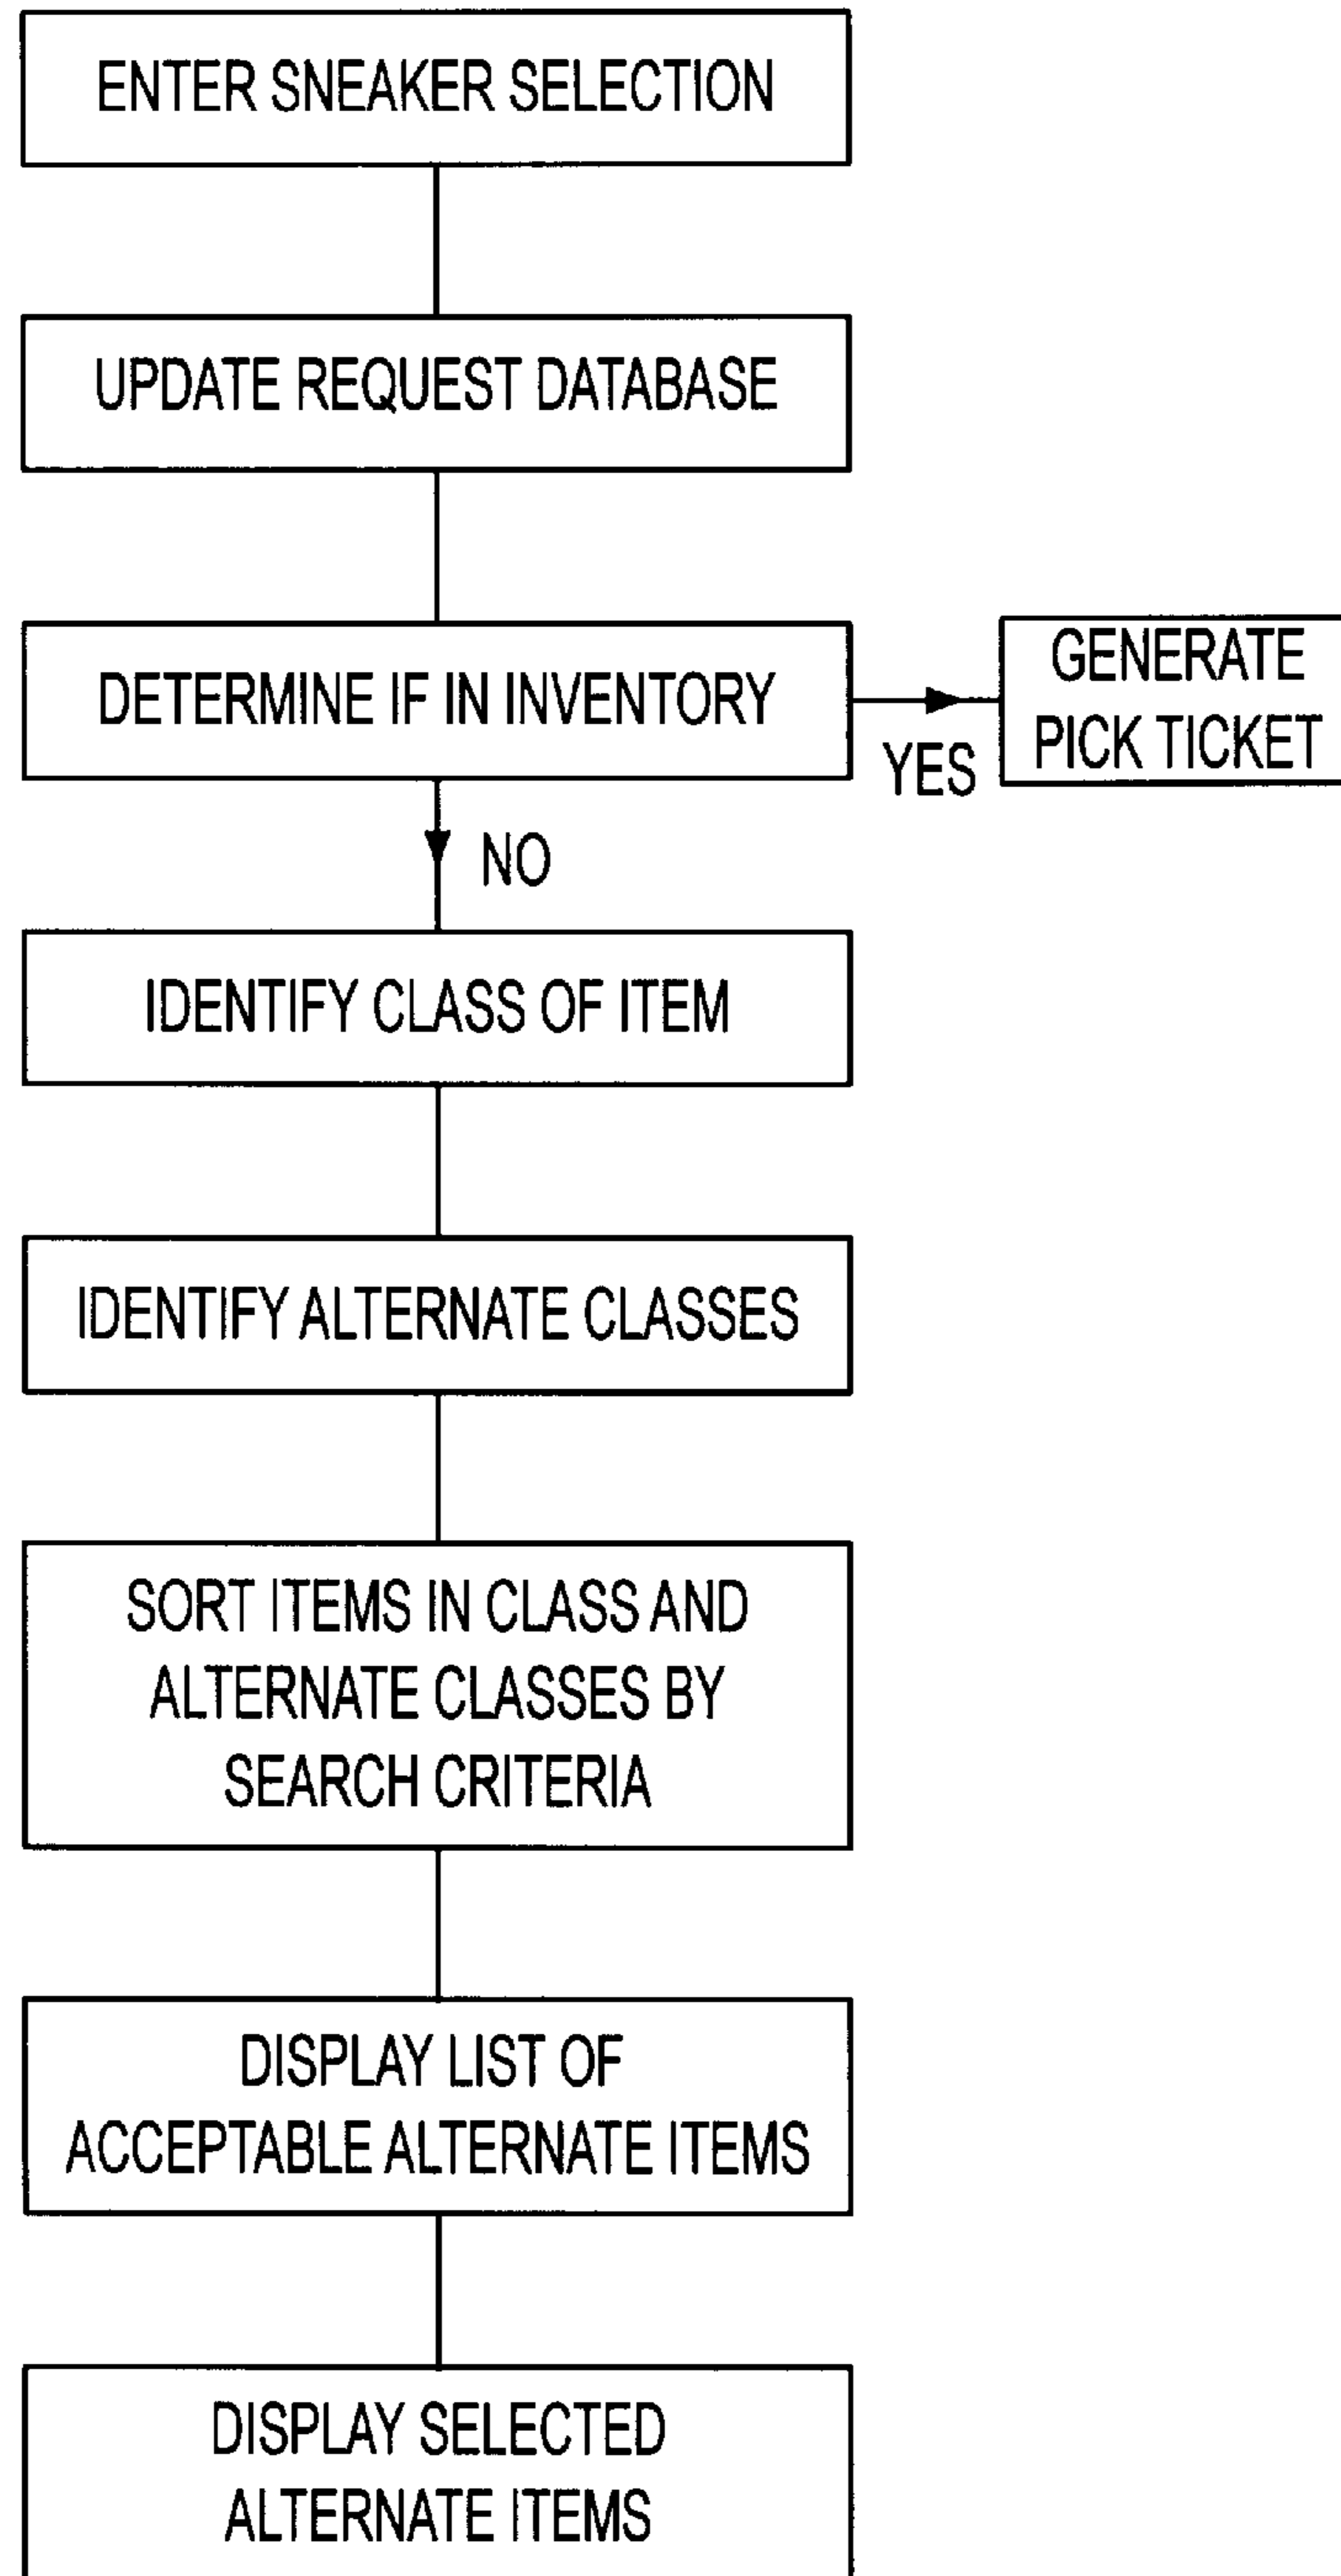 ENTER SNEAKER SELECTION
UPDATE REQUEST DATABASE
DETERMINE IF IN INVENTORY
GENERATE
PICK TICKET
YES
NO
IDENTIFY CLASS OF ITEM
IDENTIFY ALTERNATE CLASSES
SORT ITEMS IN CLASS AND
ALTERNATE CLASSES BY
SEARCH CRITERIA
DISPLAY LIST OF
ACCEPTABLE ALTERNATE ITEMS
DISPLAY SELECTED
ALTERNATE ITEMS